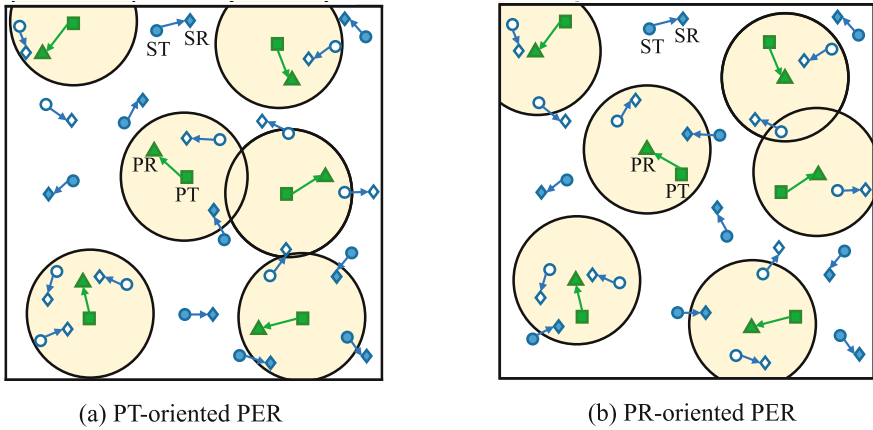 ST
SR
PR
PT
(a) PT-oriented PER
ST
SR
PR
PT
(b) PR-oriented PER